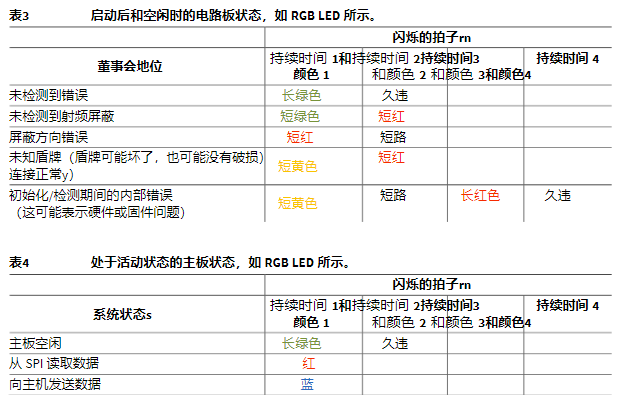 表3 启动后和空闲时的电路板状态，如 RGB LED 所示。
闪烁的拍子rn
董事会地位 持续时间 1和持续时间 2持续时间3 持续时间 4
颜色 1 和颜色 2 和颜色 3和颜色4
未检测到错误 长绿色 久违
未检测到射频屏蔽 短绿色 短红
屏蔽方向错误 短红 短路
未知盾牌（盾牌可能坏了，也可能没有破损) 短黄色 短红
连接正常y）
初始化/检测期间的内部错误 短黄色 短路 长红色 久违
（这可能表示硬件或固件问题）
表4 处于活动状态的主板状态，如 RGB LED 所示。
闪烁的拍子rn
系统状态s 持续时间 1和持续时间 2持续时间3 持续时间 4
颜色 1 和颜色 2 和颜色 3和颜色4
主板空闲 长绿色 久违
从 SPI 读取数据 红
向主机发送数据 蓝